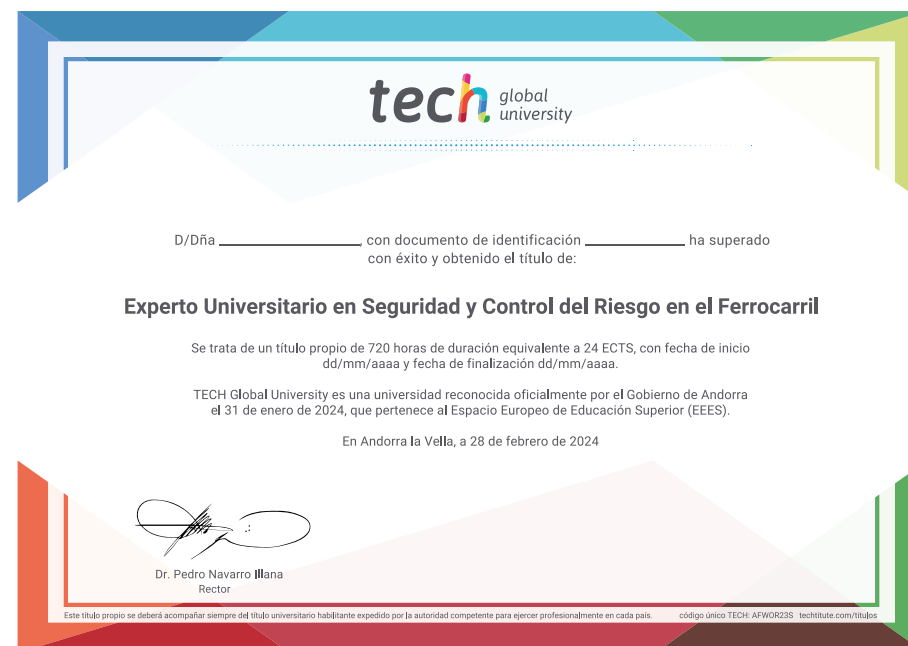 tech global university
D/Dña ____________________, con documento de identificación ______________ ha superado
con éxito y obtenido el título de:
Experto Universitario en Seguridad y Control del Riesgo en el Ferrocarril
Se trata de un título propio de 720 horas de duración equivalente a 24 ECTS, con fecha de inicio
dd/mm/aaaa y fecha de finalización dd/mm/aaaa.
TECH Global University es una universidad reconocida oficialmente por el Gobierno de Andorra
el 31 de enero de 2024, que pertenece al Espacio Europeo de Educación Superior (EEES).
En Andorra la Vella, a 28 de febrero de 2024
Dr. Pedro Navarro Illana
Rector
Este título propio se deberá acompañar siempre del título universitario habilitante expedido por la autoridad competente para ejercer profesionalmente en cada país. código único TECH: AFWOR23S techtitute.com/titulos